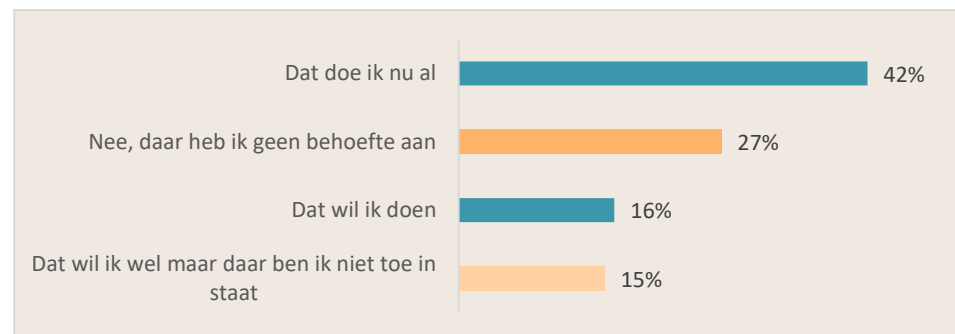 Dat doe ik nu al
42%
Nee, daar heb ik geen behoefte aan
27%
Dat wil ik doen
16%
Dat wil ik wel maar daar ben ik niet toe in
staat
15%